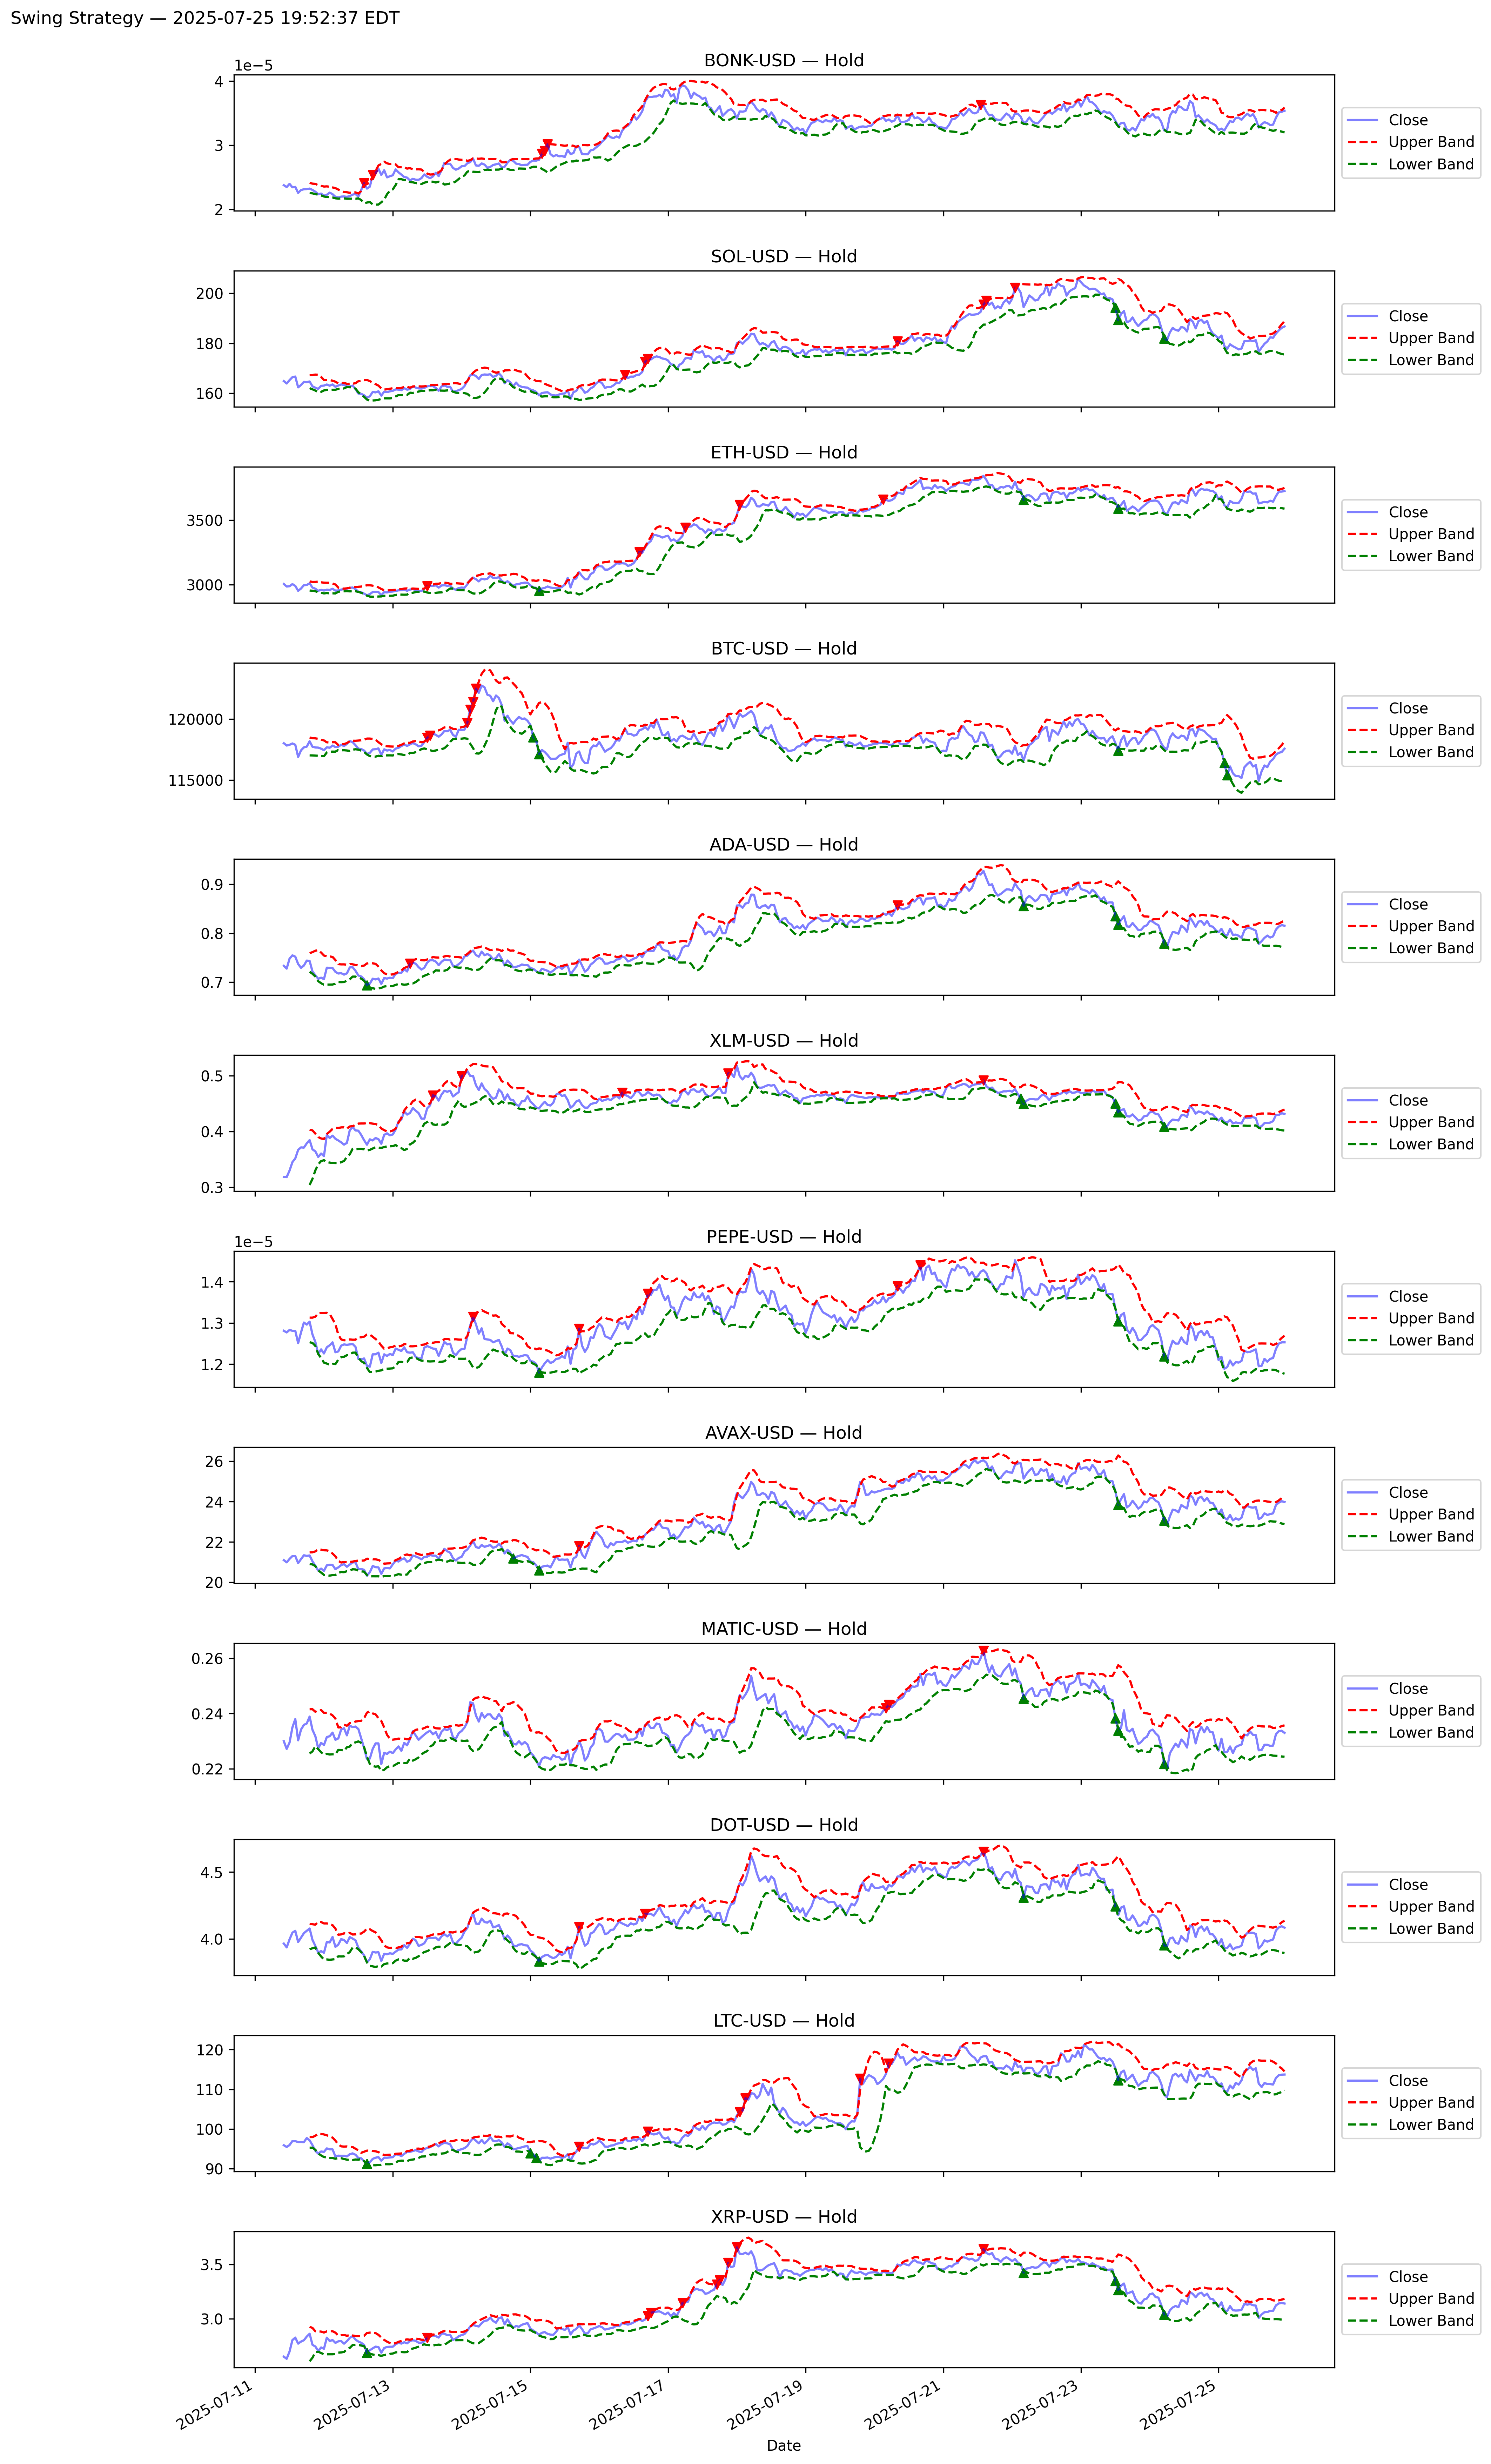 Swing Strategy — 2025-07-25 19:52:37 EDT
BONK-USD — Hold
1e−5
4
3
2
Close
Upper Band
Lower Band
SOL-USD — Hold
200
180
160
Close
Upper Band
Lower Band
ETH-USD — Hold
3500
3000
Close
Upper Band
Lower Band
BTC-USD — Hold
120000
115000
Close
Upper Band
Lower Band
ADA-USD — Hold
0.9
0.8
0.7
Close
Upper Band
Lower Band
XLM-USD — Hold
0.5
0.4
0.3
Close
Upper Band
Lower Band
PEPE-USD — Hold
1e−5
1.4
1.3
1.2
Close
Upper Band
Lower Band
AVAX-USD — Hold
26
24
22
20
Close
Upper Band
Lower Band
MATIC-USD — Hold
0.26
0.24
0.22
Close
Upper Band
Lower Band
DOT-USD — Hold
4.5
4.0
Close
Upper Band
Lower Band
LTC-USD — Hold
120
110
100
90
Close
Upper Band
Lower Band
XRP-USD — Hold
3.5
3.0
Close
Upper Band
Lower Band
2025-07-11
2025-07-13
2025-07-15
2025-07-17
2025-07-19
2025-07-21
2025-07-23
2025-07-25
Date